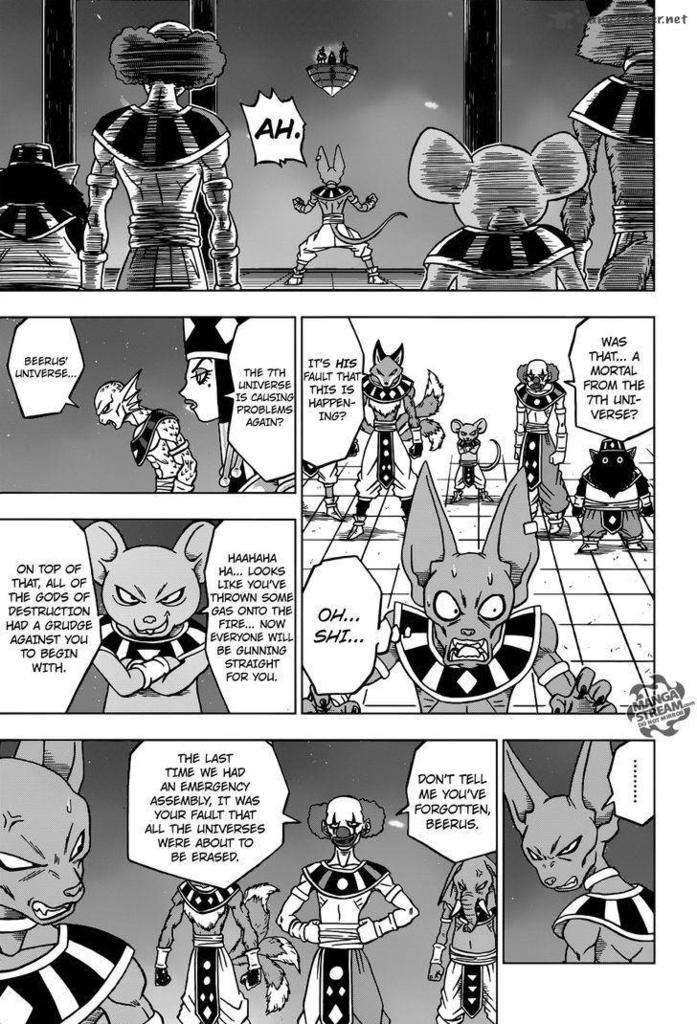 AH.
WAS
THAT... A
MORTAL
FROM THE
7TH UNI-
VERSE?
IT'S HIS
FAULT THAT
THIS IS
HAPPEN-
ING?
OH...
SHI...
THE 7TH
UNIVERSE
IS CAUSING
PROBLEMS
AGAIN?
BEERUS'
UNIVERSE...
HAAHAHA
HA... LOOKS
LIKE YOU'VE
THROWN SOME
GAS ONTO THE
FIRE... NOW
EVERYONE WILL
BE GUNNING
STRAIGHT
FOR YOU.
ON TOP OF
THAT, ALL OF
THE GODS OF
DESTRUCTION
HAD A GRUDGE
AGAINST YOU
TO BEGIN
WITH.
MANGA
STREAM.com
DO NOT MIRROR
.........
DON'T TELL
ME YOU'VE
FORGOTTEN,
BEERUS.
THE LAST
TIME WE HAD
AN EMERGENCY
ASSEMBLY, IT WAS
YOUR FAULT THAT
ALL THE UNIVERSES
WERE ABOUT TO
BE ERASED.